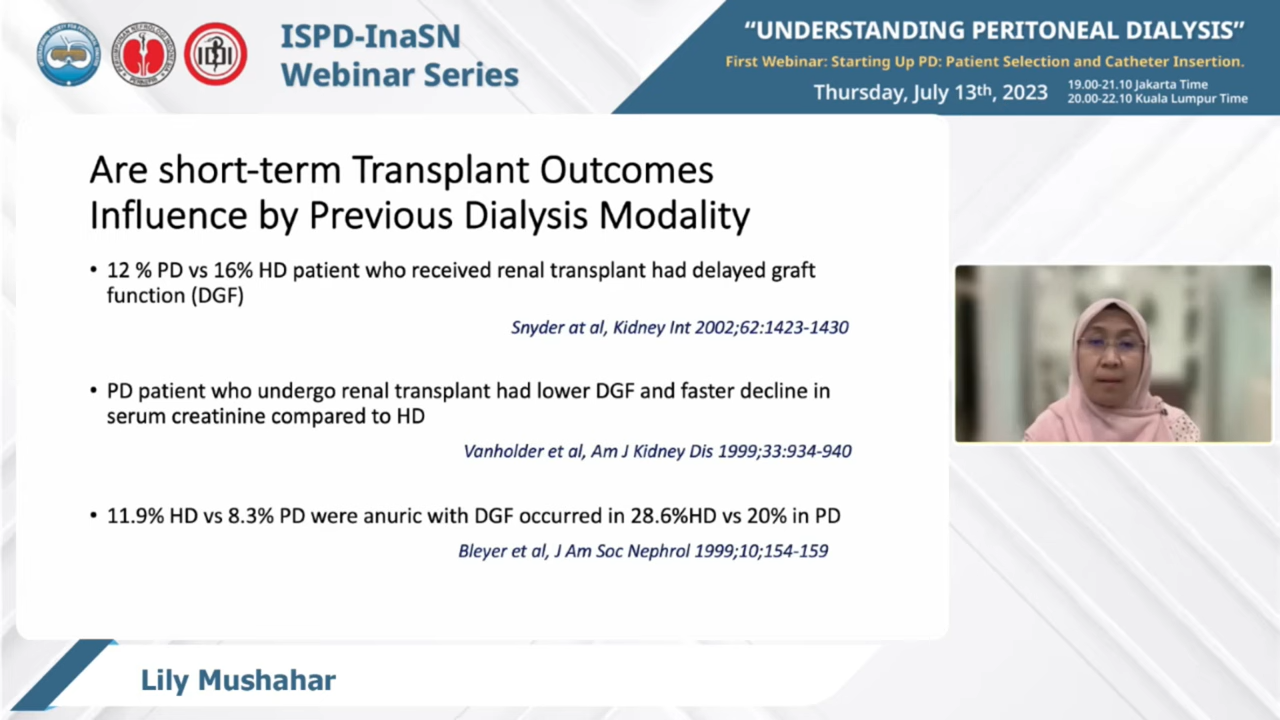 ISPD-InaSN
Webinar Series
“UNDERSTANDING PERITONEAL DIALYSIS”
First Webinar: Starting Up PD: Patient Selection and Catheter Insertion.
Thursday, July 13th, 2023
19.00-21.10 Jakarta Time
20.00-22.10 Kuala Lumpur Time
Are short-term Transplant Outcomes
Influence by Previous Dialysis Modality
• 12 % PD vs 16% HD patient who received renal transplant had delayed graft
function (DGF)
Snyder at al, Kidney Int 2002;62:1423-1430
• PD patient who undergo renal transplant had lower DGF and faster decline in
serum creatinine compared to HD
Vanholder et al, Am J Kidney Dis 1999;33:934-940
• 11.9% HD vs 8.3% PD were anuric with DGF occurred in 28.6%HD vs 20% in PD
Bleyer et al, J Am Soc Nephrol 1999;10;154-159
Lily Mushahar